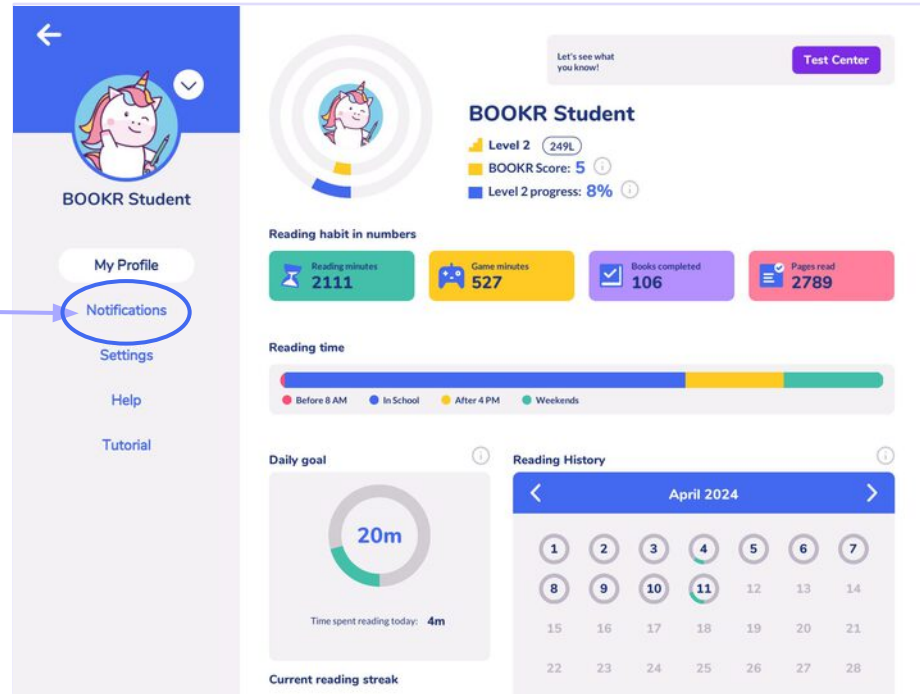 BOOKR Student
My Profile
Notifications
Settings
Help
Tutorial
Let's see what
you know!
Test Center
BOOKR Student
Level 2 249L
BOOKR Score: 5
Level 2 progress: 8%
Reading habit in numbers
Reading minutes
2111
Game minutes
527
Books completed
106
Pages read
2789
Reading time
Before 8 AM In School After 4 PM Weekends
Daily goal
20m
Time spent reading today: 4m
Current reading streak
Reading History
April 2024
1 2 3 4 5 6 7
8 9 10 11 12 13 14
15 16 17 18 19 20 21
22 23 24 25 26 27 28